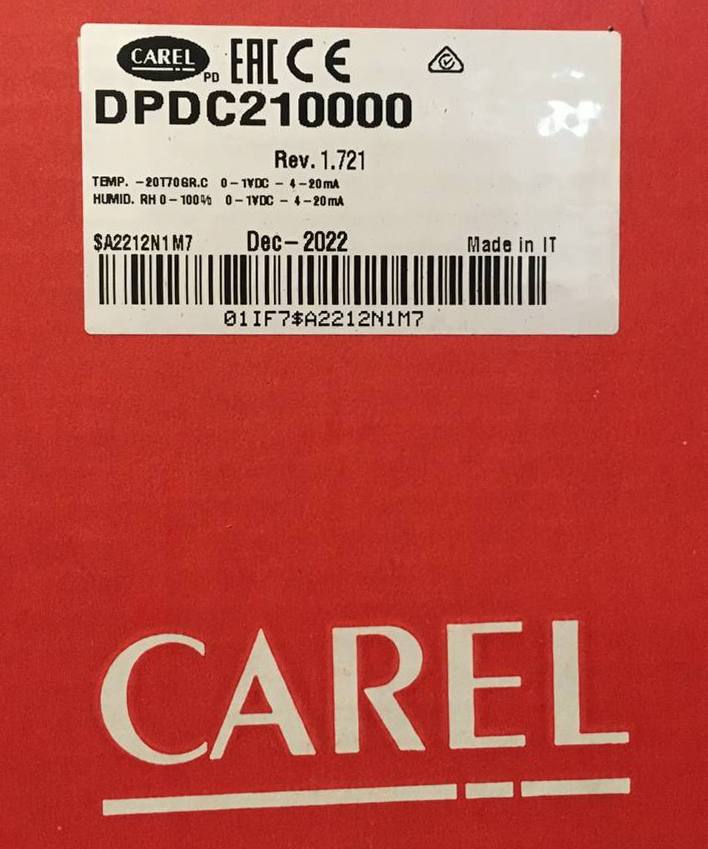 CAREL PD EAC CE
DPDC210000
Rev. 1.721
TEMP. -20T70GR.C 0-1VDC - 4-20mA
HUMID. RH 0-100% 0-1VDC - 4-20mA
$A2212N1M7 Dec-2022 Made in IT
01IF7$A2212N1M7
CAREL